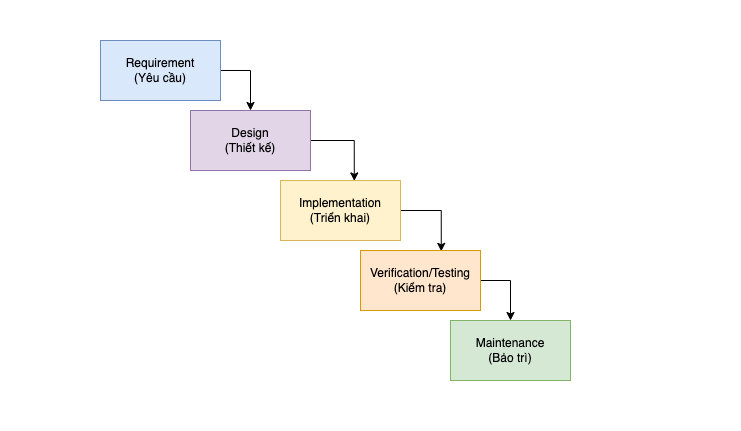 Requirement
(Yêu cầu)
Design
(Thiết kế)
Implementation
(Triển khai)
Verification/Testing
(Kiểm tra)
Maintenance
(Bảo trì)